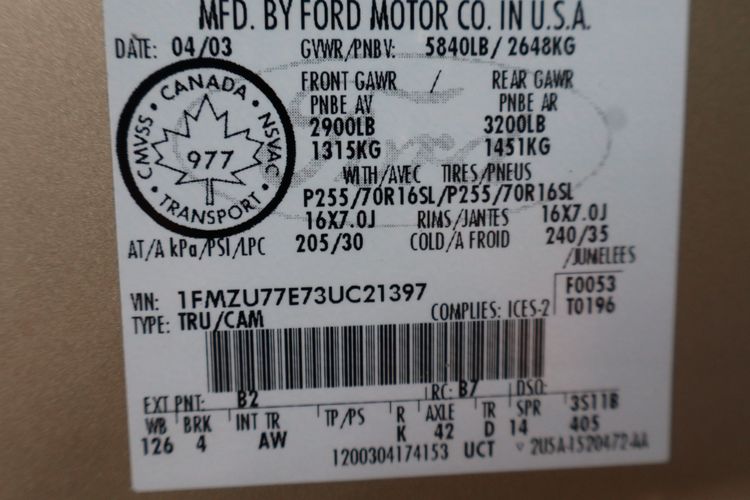 MFD. BY FORD MOTOR CO. IN U.S.A.
DATE: 04/03 GVWR/PNBV: 5840LB/ 2648KG
FRONT GAWR / REAR GAWR
PNBE AV PNBE AR
2900LB 3200LB
1315KG 1451KG
WITH/AVEC TIRES/PNEUS
P255/70R16SL/P255/70R16SL
16X7.0J RIMS/JANTES 16X7.0J
AT/A kPa/PSI/LPC 205/30 COLD/A FROID 240/35
/JUMELEES
CANADA
CMVSS • NSVAC
977
TRANSPORT
Ford
VIN: 1FMZU77E73UC21397
F0053
TYPE: TRU/CAM COMPLIES: ICES-2 T0196
EXT PNT: B2 RC: B7 DSO:
WB BRK INT TR TP/PS R AXLE TR SPR 3S11B
126 4 AW K 42 D 14 405
1200304174153 UCT 2U5A-1520472-AA